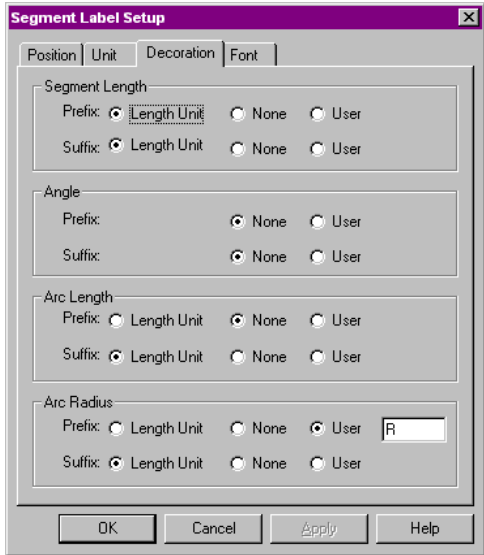 Segment Label Setup
Position Unit Decoration Font
Segment Length
Prefix: Length Unit None User
Suffix: Length Unit None User
Angle
Prefix: None User
Suffix: None User
Arc Length
Prefix: Length Unit None User
Suffix: Length Unit None User
Arc Radius
Prefix: Length Unit None User R
Suffix: Length Unit None User
OK Cancel Apply Help